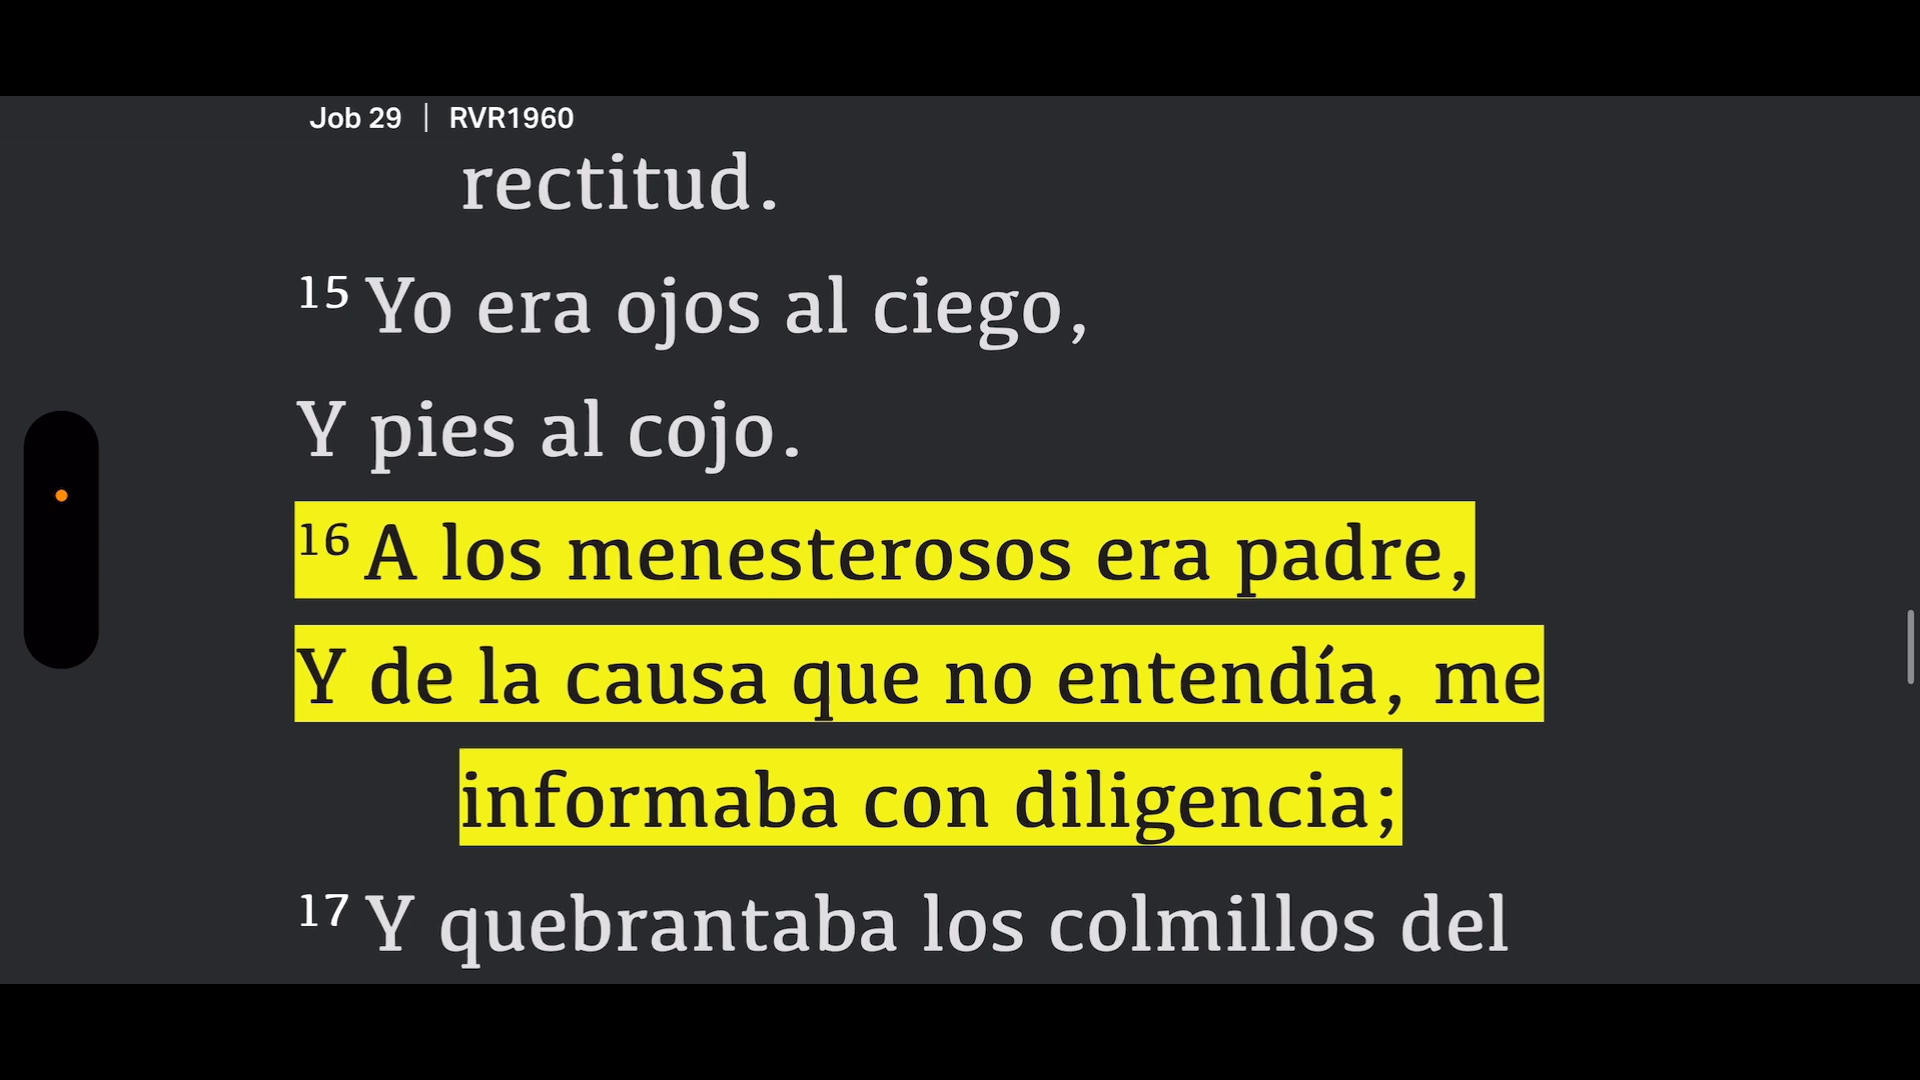 Job 29 | RVR1960
rectitud.
15 Yo era ojos al ciego,
Y pies al cojo.
16 A los menesterosos era padre,
Y de la causa que no entendía, me
informaba con diligencia;
17 Y quebrantaba los colmillos del